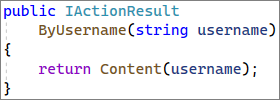 public IActionResult
ByUsername(string username)
{
return Content(username);
}